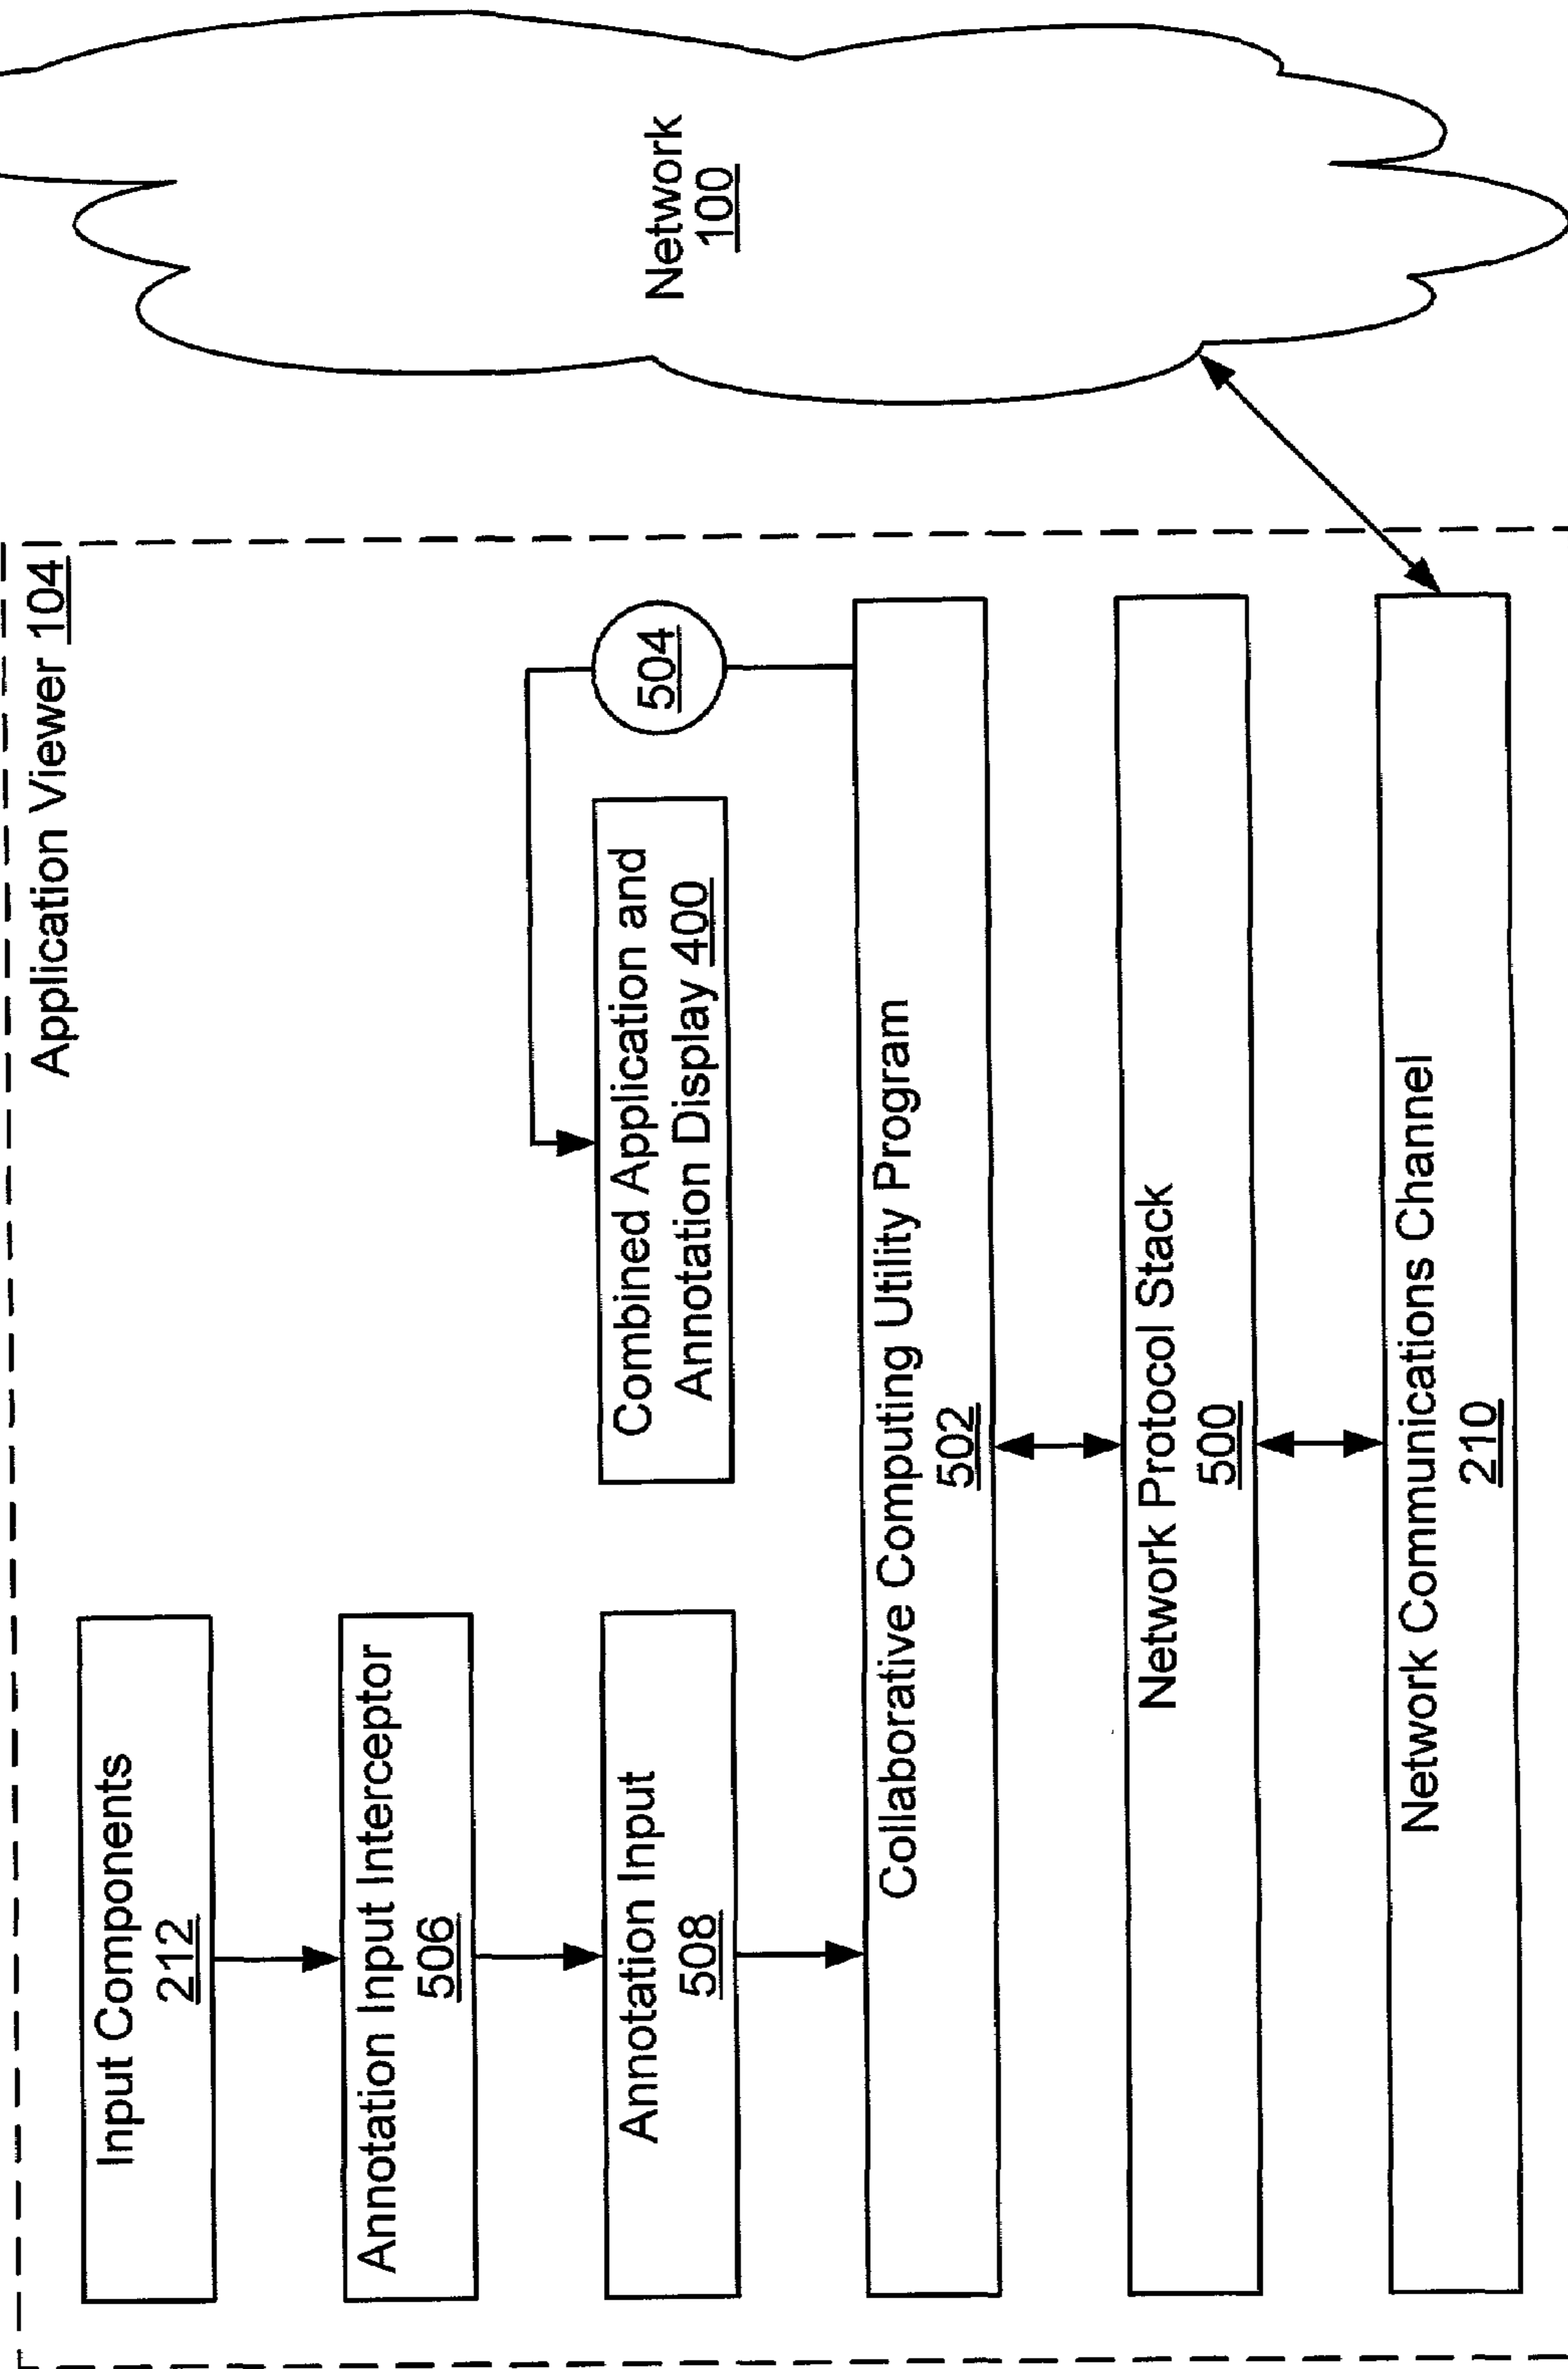 Application Viewer 104
Input Components
212
Annotation Input Interceptor
506
Annotation Input
508
Combined Application and
Annotation Display 400
504
Collaborative Computing Utility Program
502
Network Protocol Stack
500
Network Communications Channel
210
Network
100